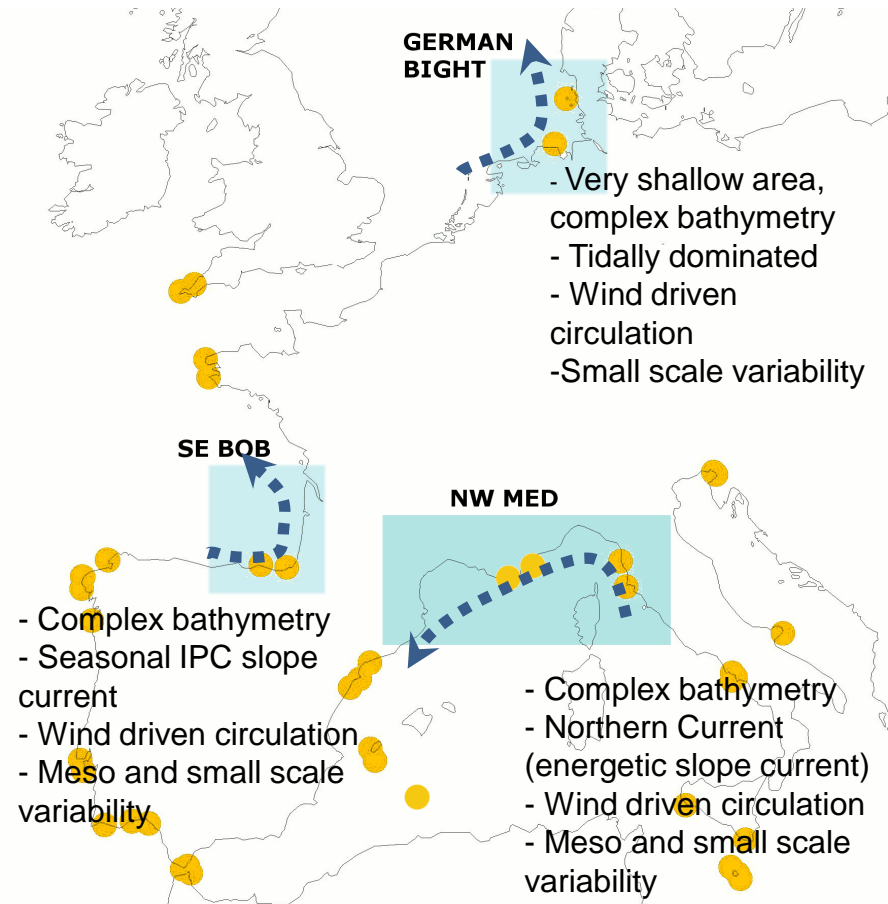 GERMAN
BIGHT
- Very shallow area,
complex bathymetry
- Tidally dominated
- Wind driven
circulation
-Small scale variability
SE BOB
NW MED
- Complex bathymetry
- Seasonal IPC slope
current
- Wind driven circulation
- Meso and small scale
variability
- Complex bathymetry
- Northern Current
(energetic slope current)
- Wind driven circulation
- Meso and small scale
variability